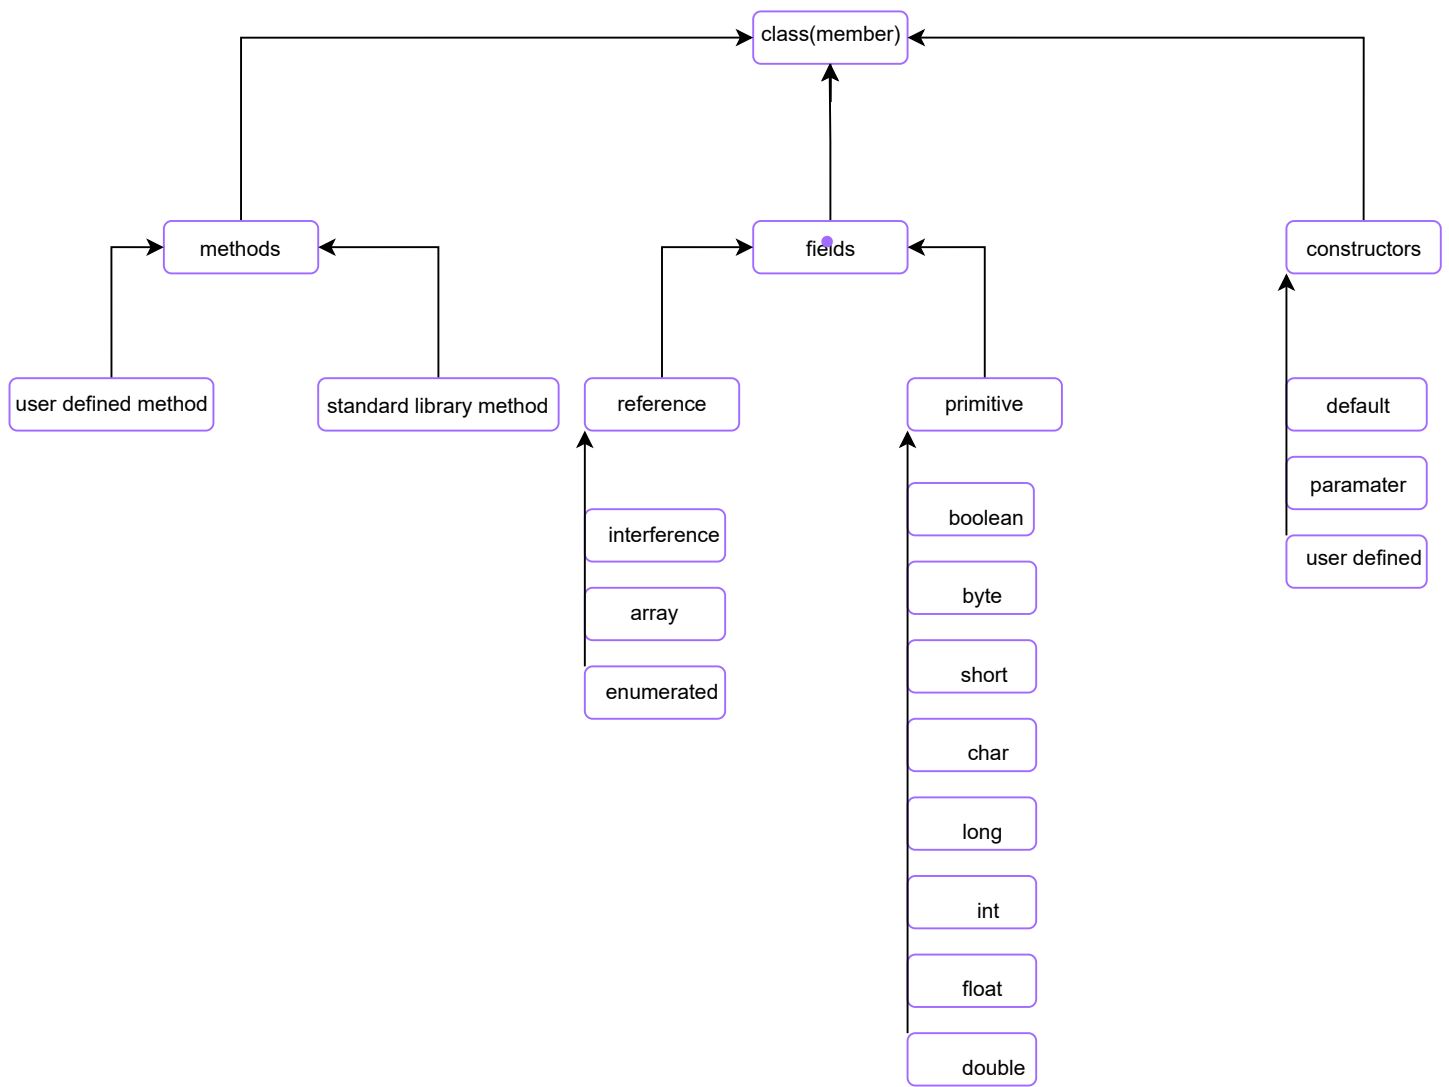 class(member)
methods
fields
constructors
user defined method
standard library method
reference
primitive
default
paramater
user defined
interference
array
enumerated
boolean
byte
short
char
long
int
float
double